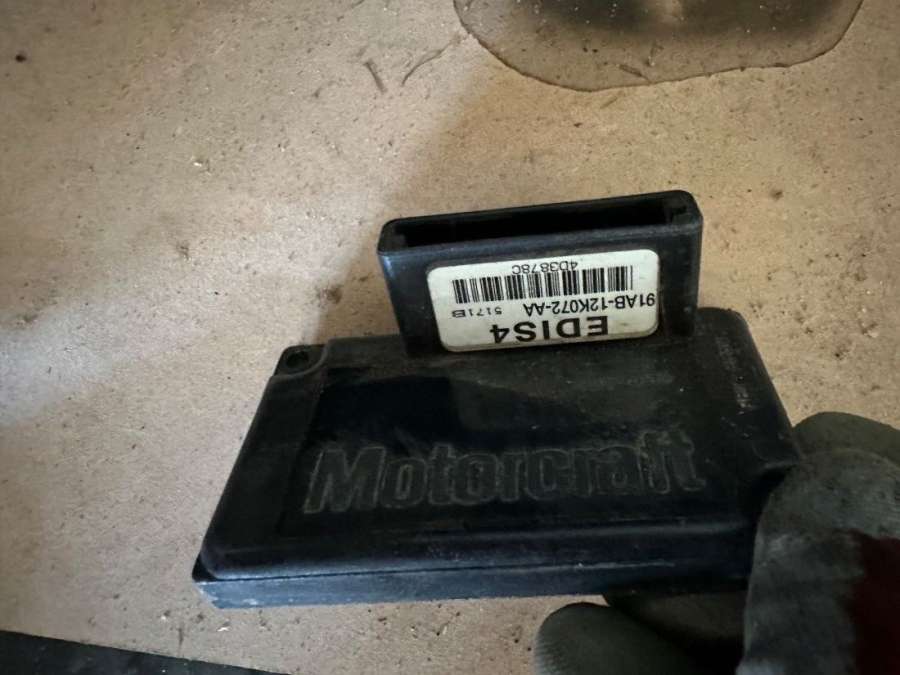 EDIS4
91AB-12K072-AA 5171B
4D3878C
Motorcraft